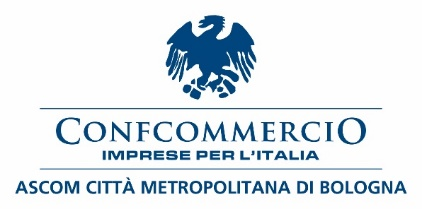 CONFCOMMERCIO
IMPRESE PER L'ITALIA
ASCOM CITTÀ METROPOLITANA DI BOLOGNA